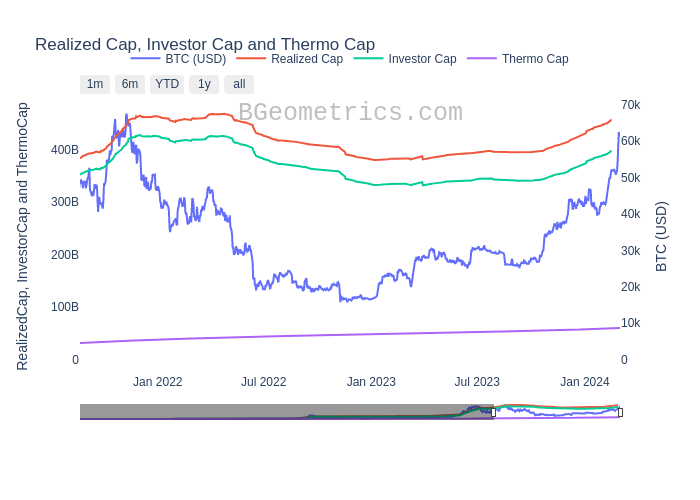 Realized Cap, Investor Cap and Thermo Cap
BTC (USD) Realized Cap Investor Cap Thermo Cap
1m 6m YTD 1y all
BGeometrics.com
RealizedCap, InvestorCap and ThermoCap
400B
300B
200B
100B
0
70k
60k
50k
40k
30k
20k
10k
0
BTC (USD)
Jan 2022 Jul 2022 Jan 2023 Jul 2023 Jan 2024